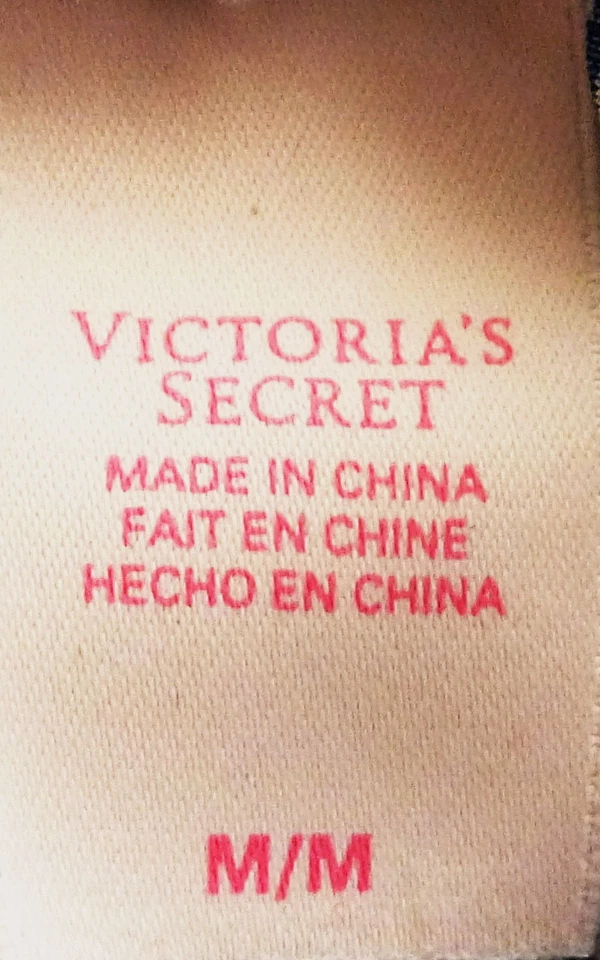 VICTORIA'S
SECRET
MADE IN CHINA
FAIT EN CHINE
HECHO EN CHINA
M/M